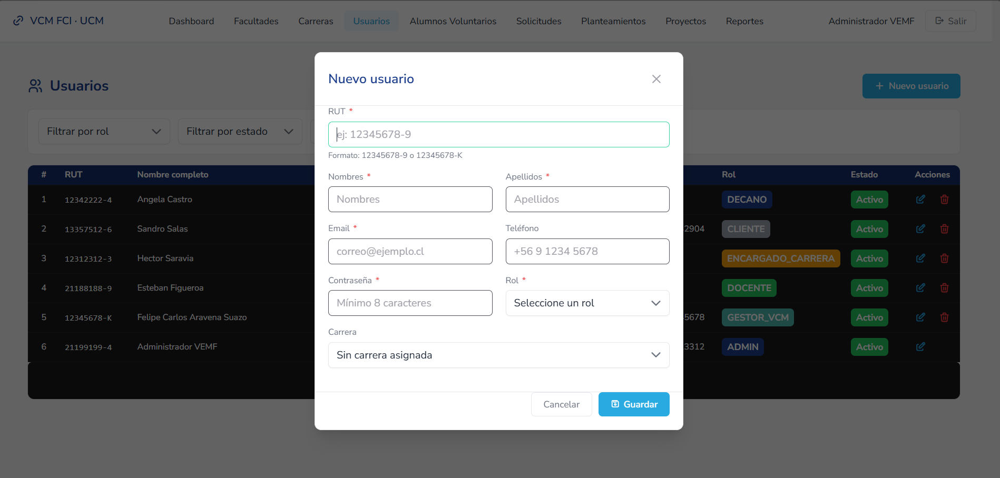 VCM FCI · UCM Dashboard Facultades Carreras Usuarios Alumnos Voluntarios Solicitudes Planteamientos Proyectos Reportes Administrador VEMF Salir
Usuarios
+ Nuevo usuario
Filtrar por rol
Filtrar por estado
# RUT Nombre completo Rol Estado Acciones
1 12342222-4 Angela Castro DECANO Activo
2 13357512-6 Sandro Salas 2904 CLIENTE Activo
3 12312312-3 Hector Saravia ENCARGADO_CARRERA Activo
4 21188188-9 Esteban Figueroa DOCENTE Activo
5 12345678-K Felipe Carlos Aravena Suazo 5678 GESTOR_VCM Activo
6 21199199-4 Administrador VEMF 3312 ADMIN Activo
Nuevo usuario
RUT *
ej: 12345678-9
Formato: 12345678-9 o 12345678-K
Nombres * Apellidos *
Nombres Apellidos
Email * Teléfono
correo@ejemplo.cl +56 9 1234 5678
Contraseña * Rol *
Mínimo 8 caracteres Seleccione un rol
Carrera
Sin carrera asignada
Cancelar Guardar